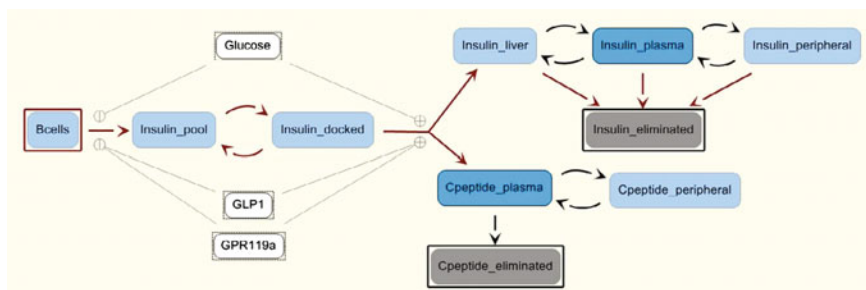 Glucose
Insulin_liver
Insulin_plasma
Insulin_peripheral
Bcells
Insulin_pool
Insulin_docked
Insulin_eliminated
Cpeptide_plasma
Cpeptide_peripheral
GLP1
GPR119a
Cpeptide_eliminated